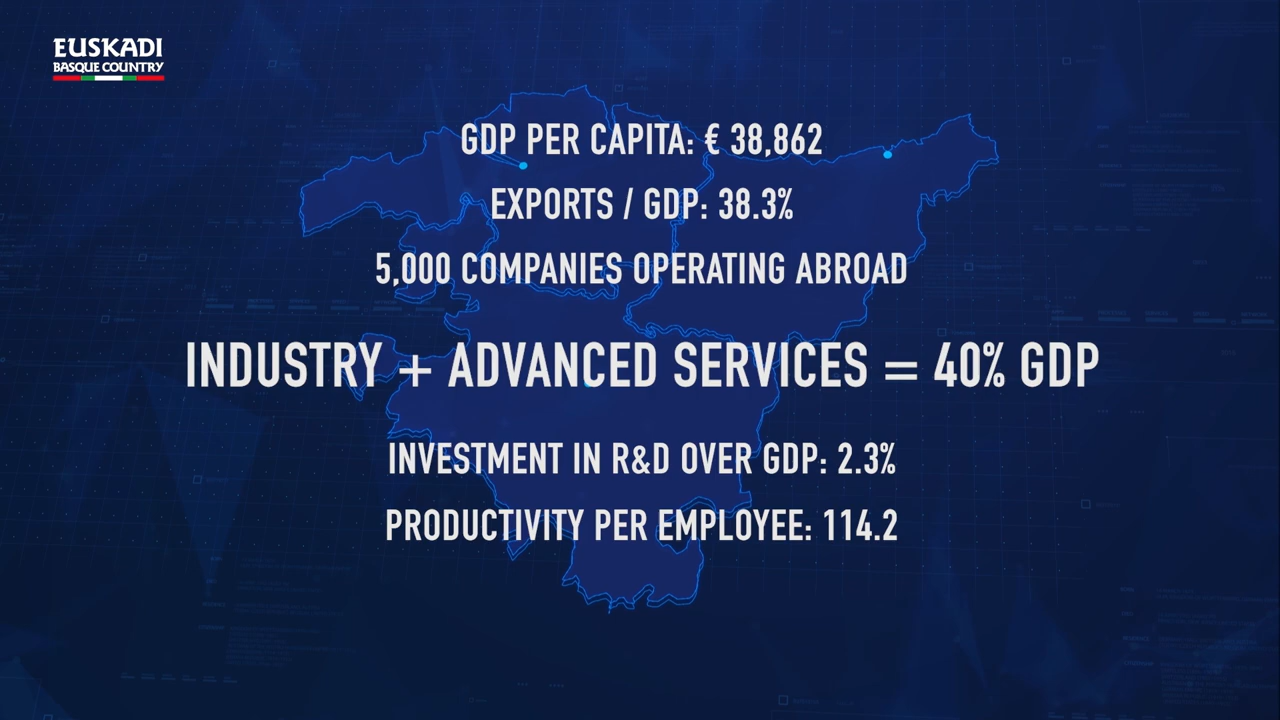 EUSKADI
BASQUE COUNTRY
GDP PER CAPITA: € 38,862
EXPORTS / GDP: 38.3%
5,000 COMPANIES OPERATING ABROAD
INDUSTRY + ADVANCED SERVICES = 40% GDP
INVESTMENT IN R&D OVER GDP: 2.3%
PRODUCTIVITY PER EMPLOYEE: 114.2